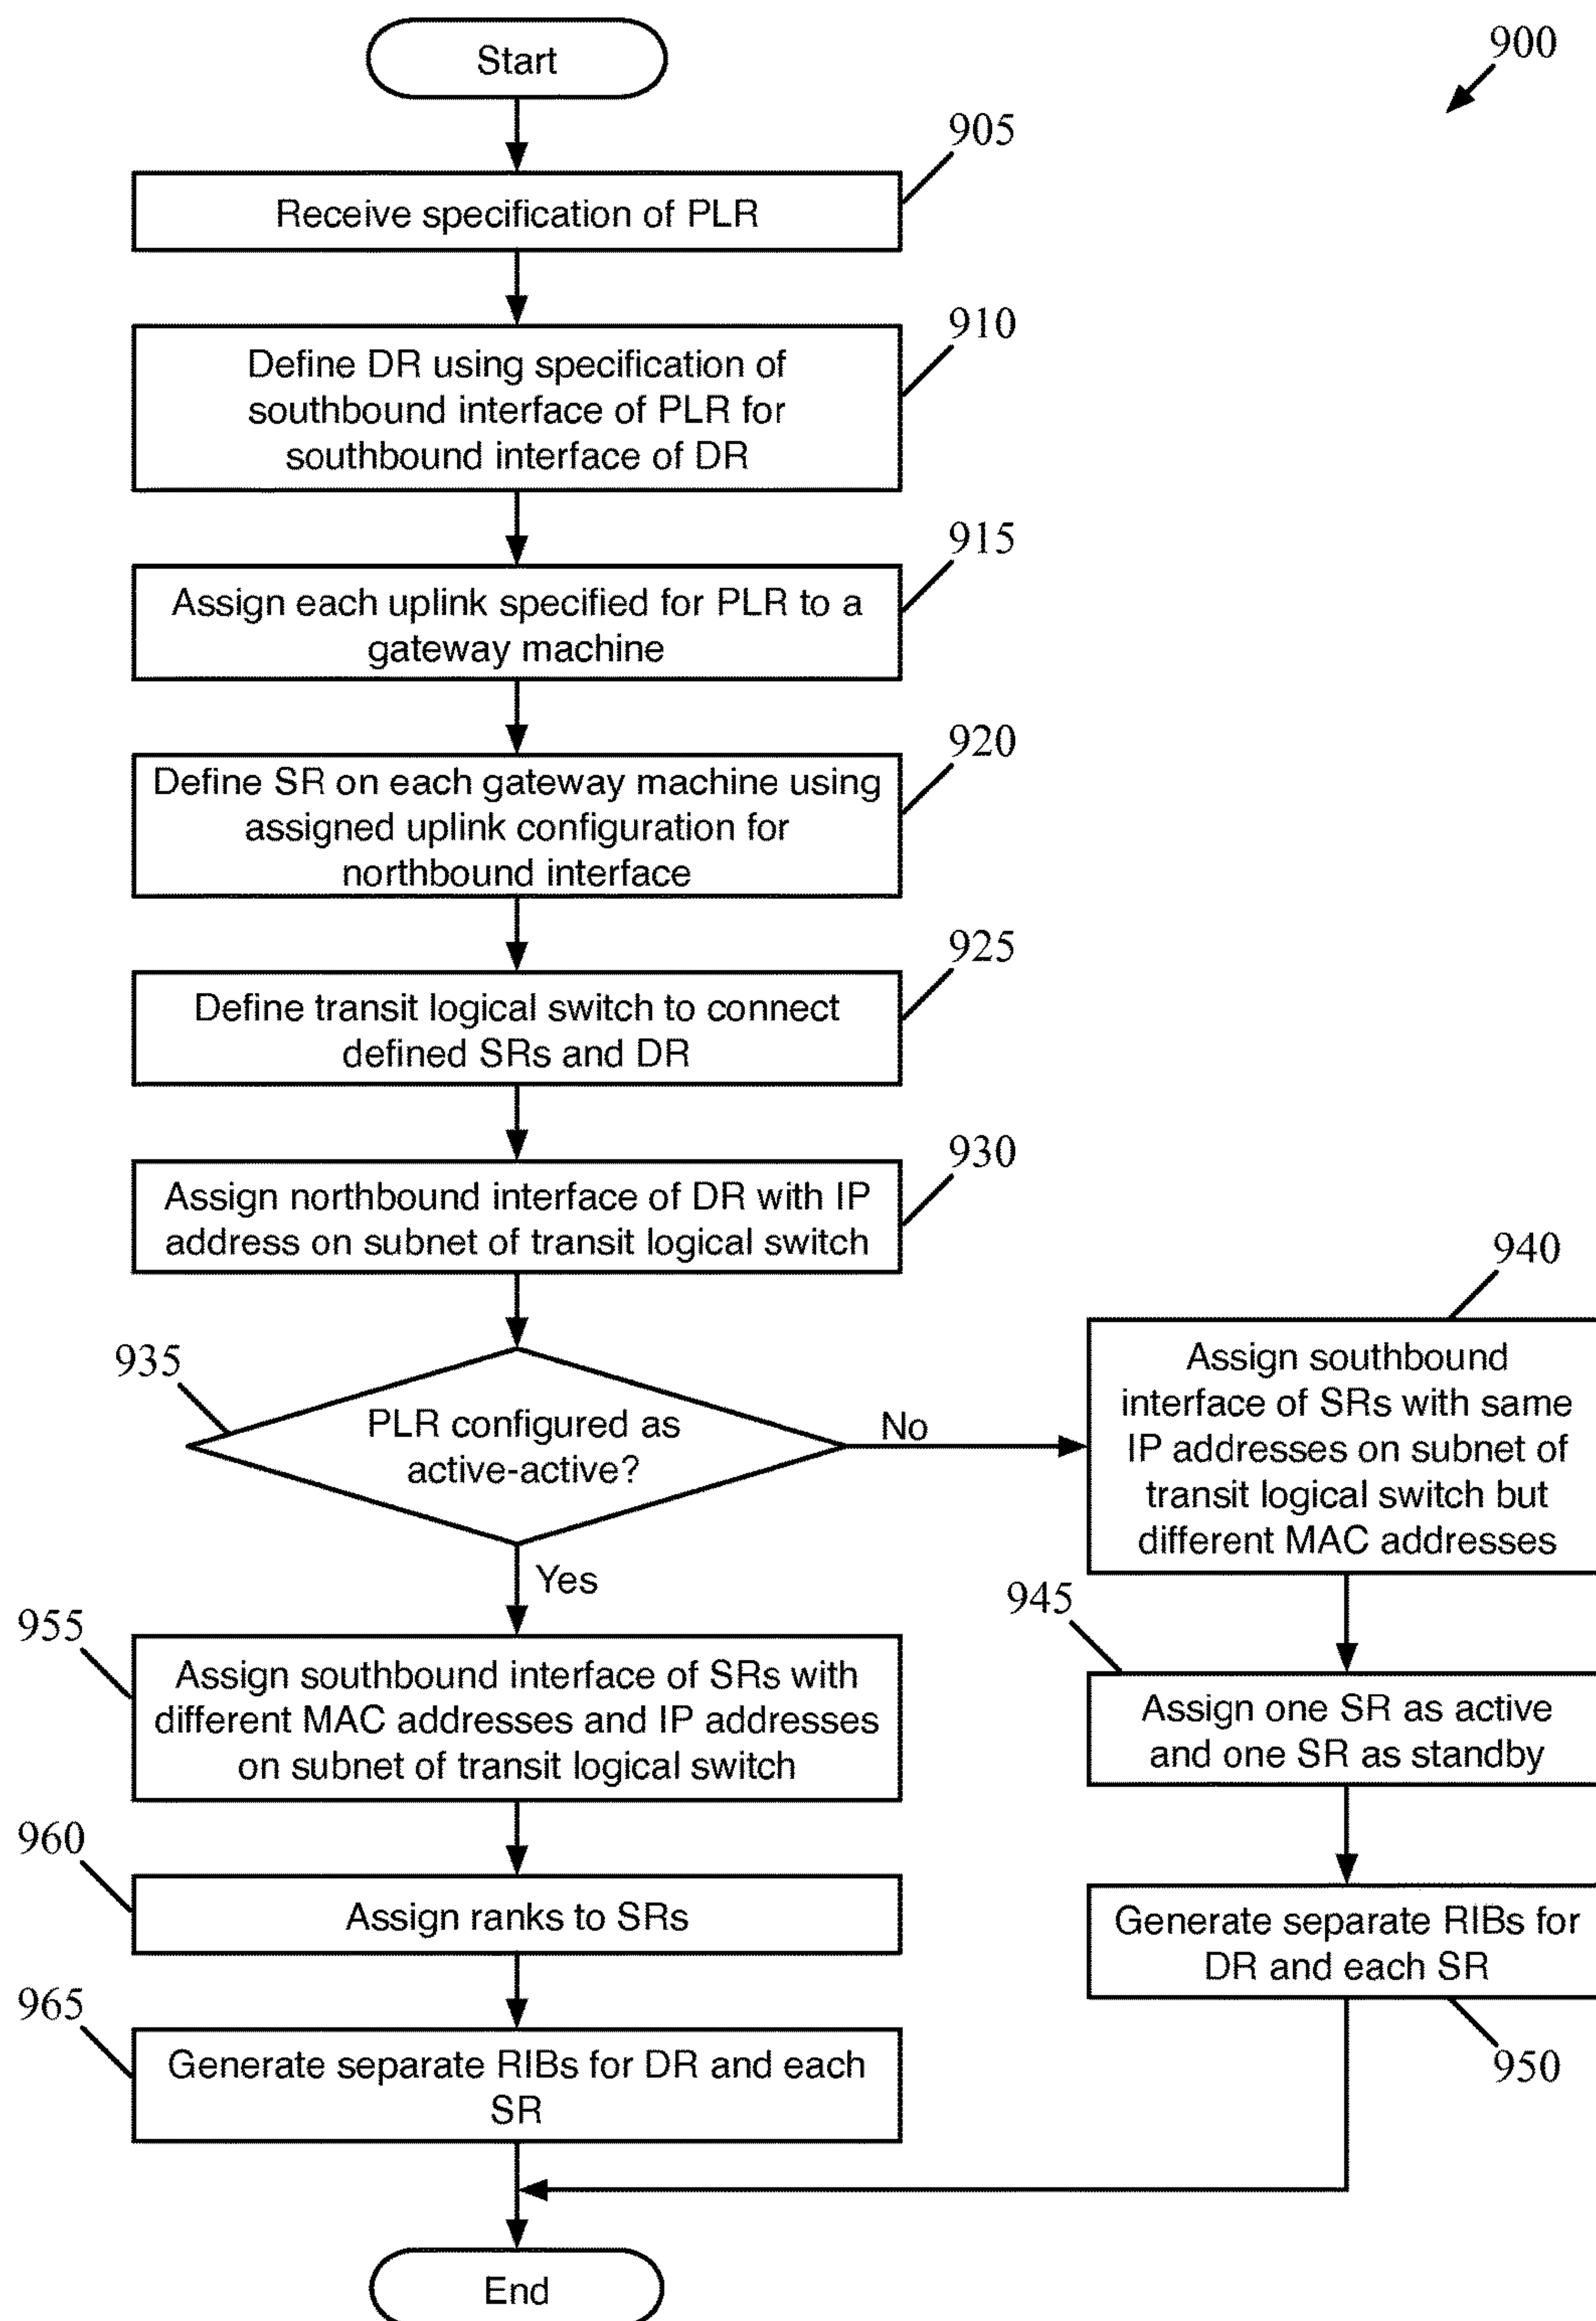 Start
900
905
Receive specification of PLR
910
Define DR using specification of
southbound interface of PLR for
southbound interface of DR
915
Assign each uplink specified for PLR to a
gateway machine
920
Define SR on each gateway machine using
assigned uplink configuration for
northbound interface
925
Define transit logical switch to connect
defined SRs and DR
930
Assign northbound interface of DR with IP
address on subnet of transit logical switch
935
PLR configured as
active-active?
No
940
Assign southbound
interface of SRs with same
IP addresses on subnet of
transit logical switch but
different MAC addresses
945
Assign one SR as active
and one SR as standby
Generate separate RIBs for
DR and each SR
950
Yes
955
Assign southbound interface of SRs with
different MAC addresses and IP addresses
on subnet of transit logical switch
960
Assign ranks to SRs
965
Generate separate RIBs for DR and each
SR
End